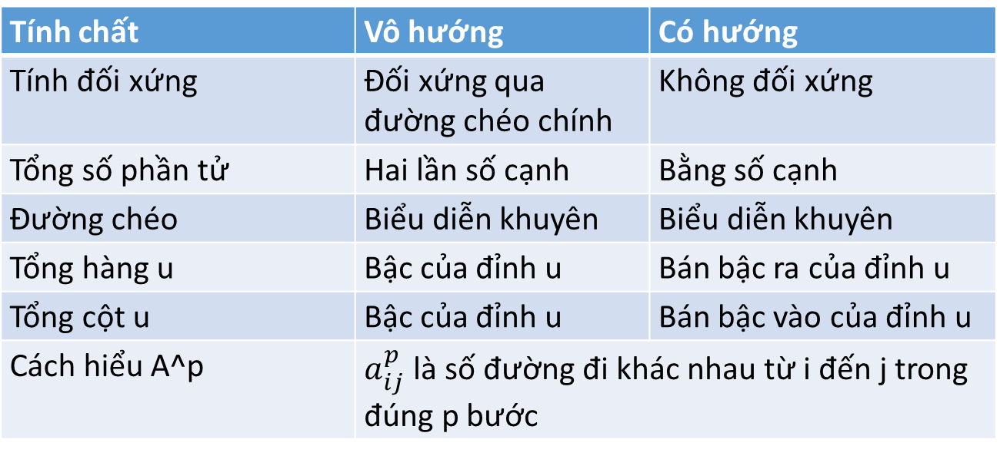 Tính chất Vô hướng Có hướng
Tính đối xứng Đối xứng qua Không đối xứng
đường chéo chính
Tổng số phần tử Hai lần số cạnh Bằng số cạnh
Đường chéo Biểu diễn khuyên Biểu diễn khuyên
Tổng hàng u Bậc của đỉnh u Bán bậc ra của đỉnh u
Tổng cột u Bậc của đỉnh u Bán bậc vào của đỉnh u
Cách hiểu A^p $a_{ij}^{p}$ là số đường đi khác nhau từ i đến j trong
đúng p bước